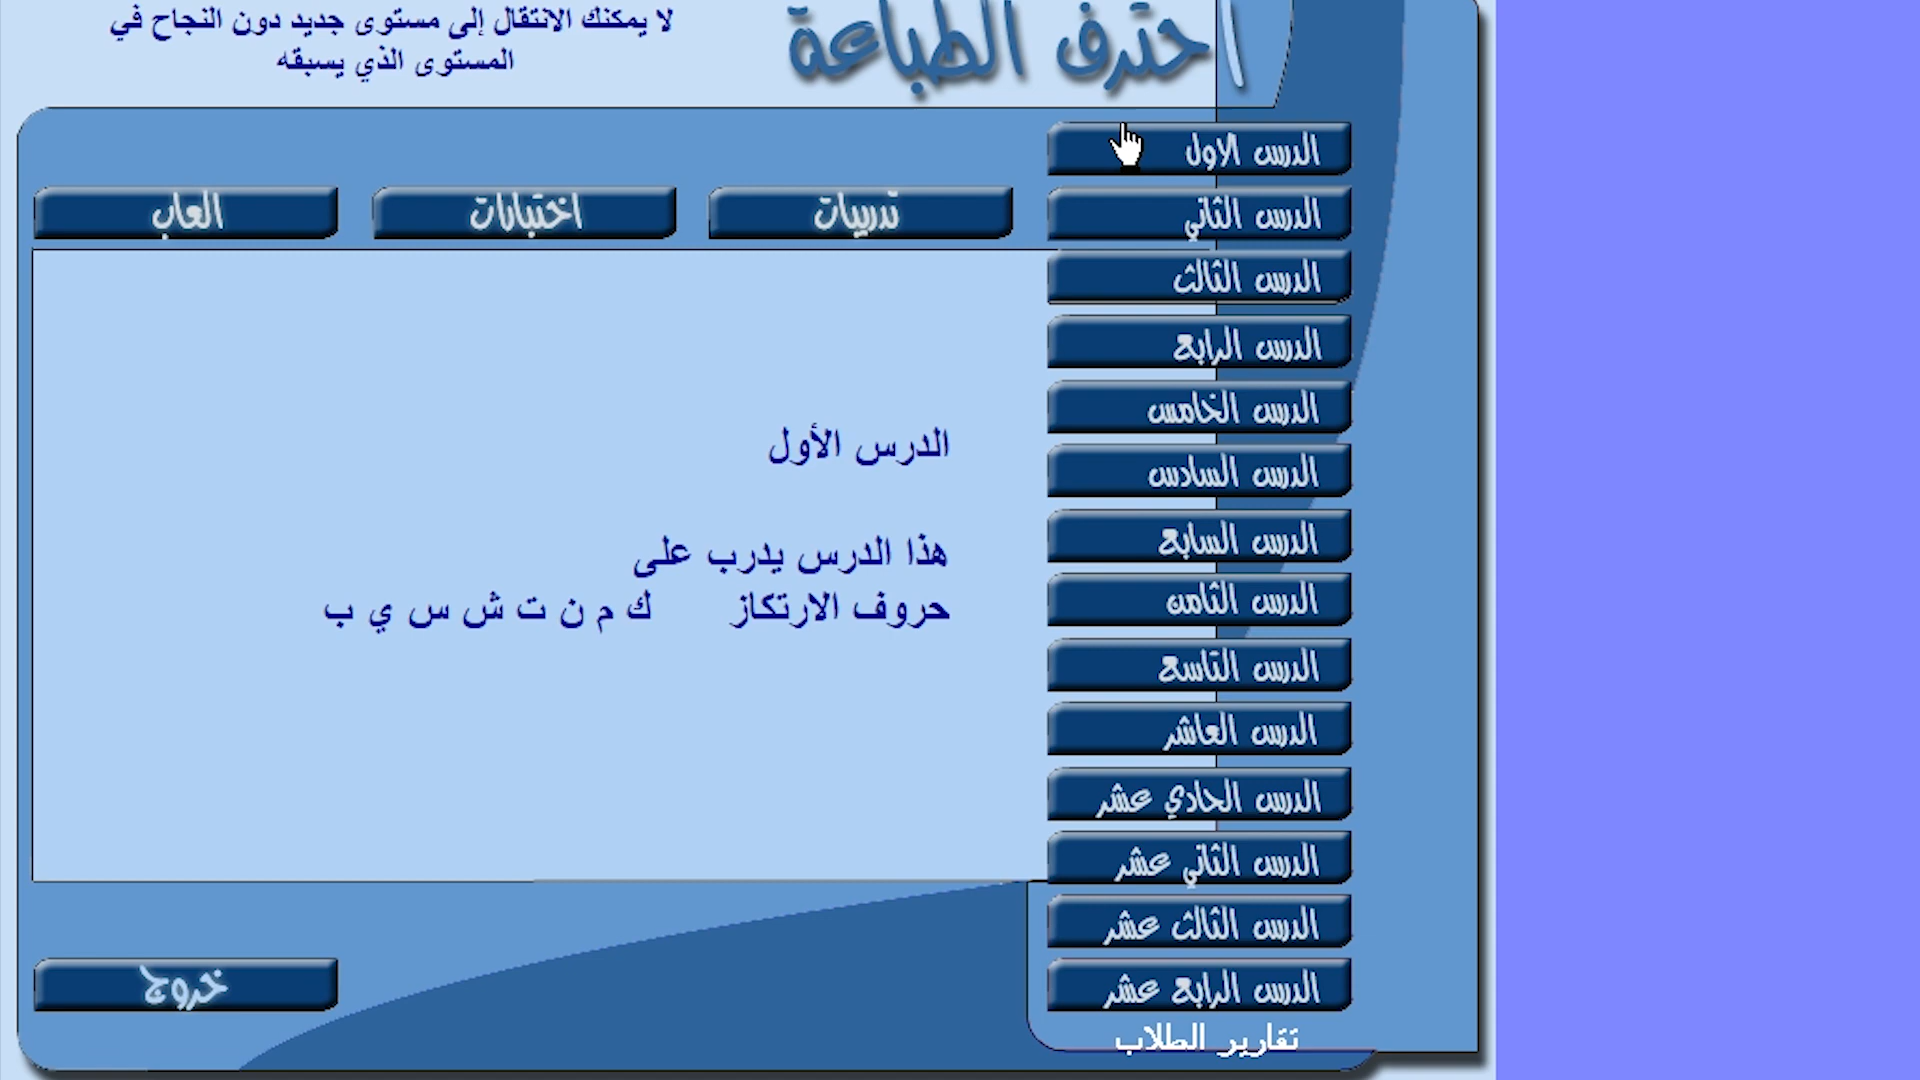 لا يمكنك الانتقال إلى مستوى جديد دون النجاح في
المستوى الذي يسبقه
احترف الطباعة
الدرس الاول
الدرس الثاني
الدرس الثالث
الدرس الرابع
الدرس الخامس
الدرس السادس
الدرس السابع
الدرس الثامن
الدرس التاسع
الدرس العاشر
الدرس الحادي عشر
الدرس الثاني عشر
الدرس الثالث عشر
الدرس الرابع عشر
تقارير الطلاب
تدريبات
اختبارات
العاب
الدرس الأول
هذا الدرس يدرب على
حروف الارتكاز ك م ن ت ش س ي ب
خروج